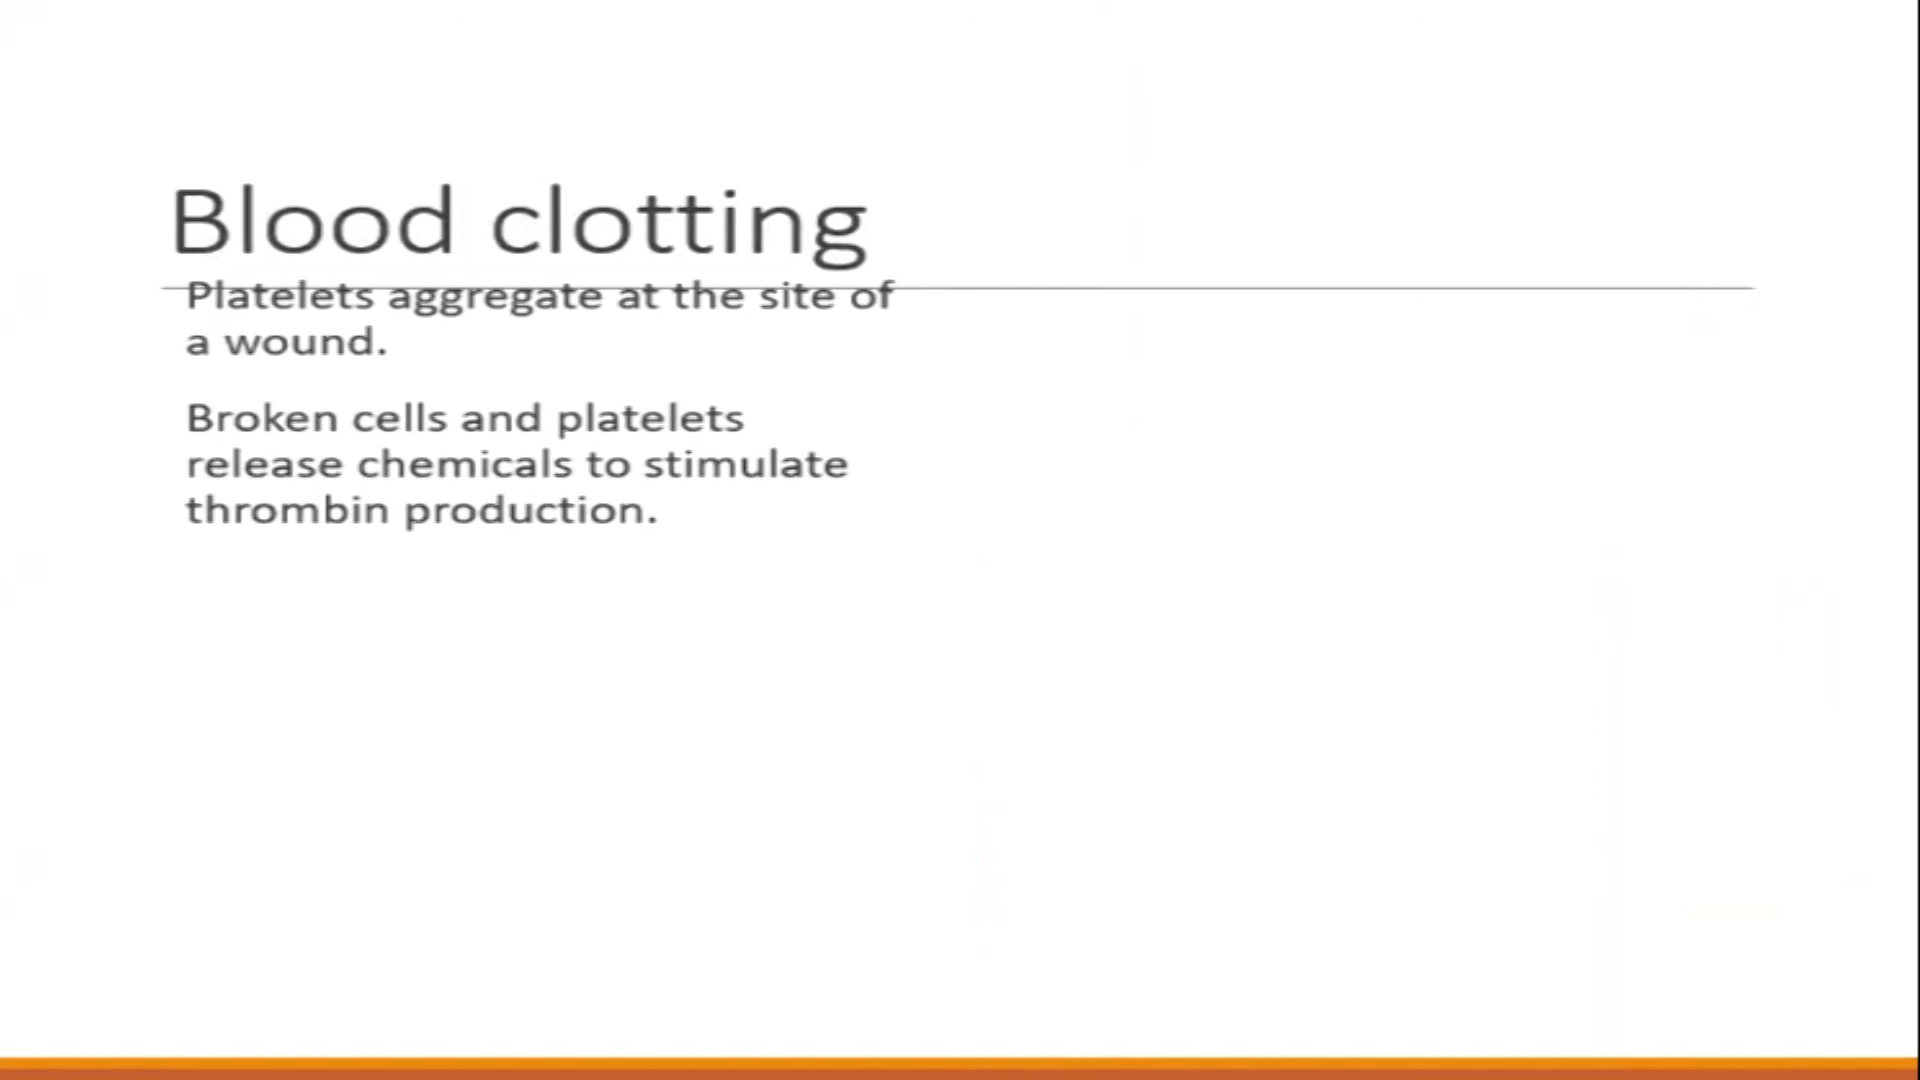 Blood clotting
Platelets aggregate at the site of
a wound.
Broken cells and platelets
release chemicals to stimulate
thrombin production.